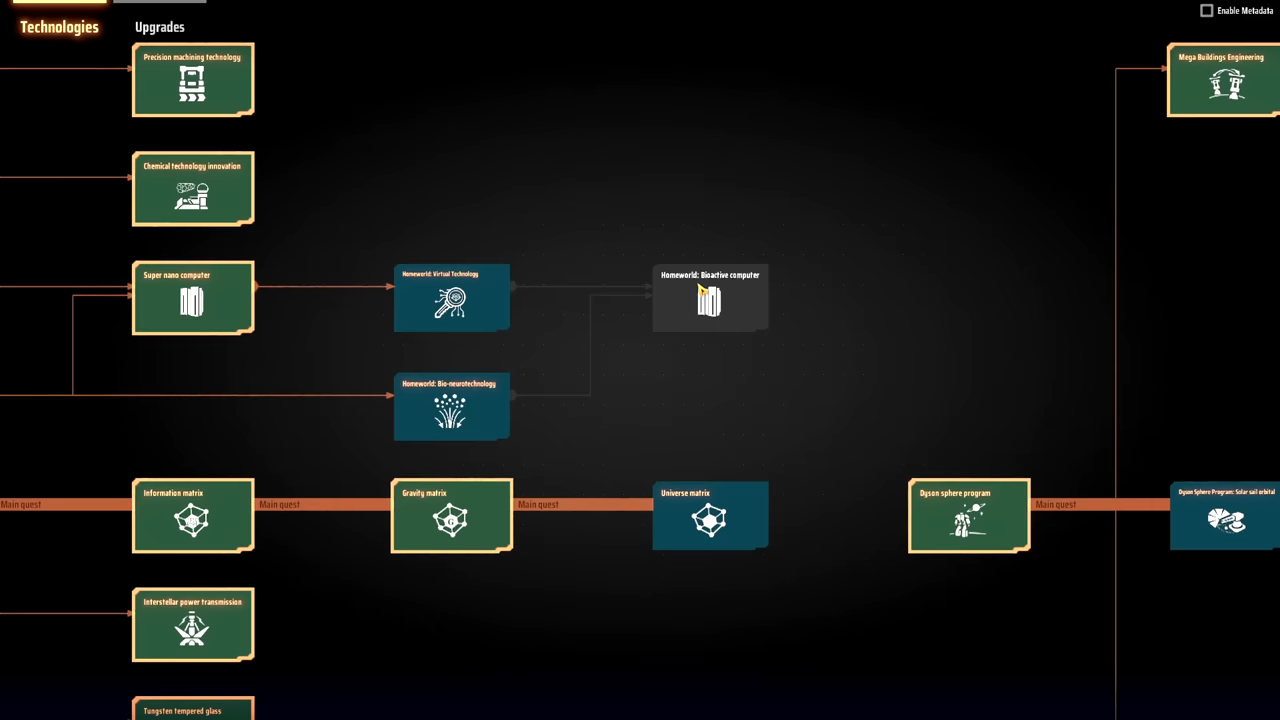 Enable Metadata
Technologies
Upgrades
Precision machining technology
Mega Buildings Engineering
Chemical technology innovation
Super nano computer
Homeworld: Virtual Technology
Homeworld: Bioactive computer
Homeworld: Bio-neurotechnology
Information matrix
Gravity matrix
Universe matrix
Dyson sphere program
Dyson Sphere Program: Solar sail orbital
Main quest
Main quest
Main quest
Main quest
Interstellar power transmission
Tungsten tempered glass